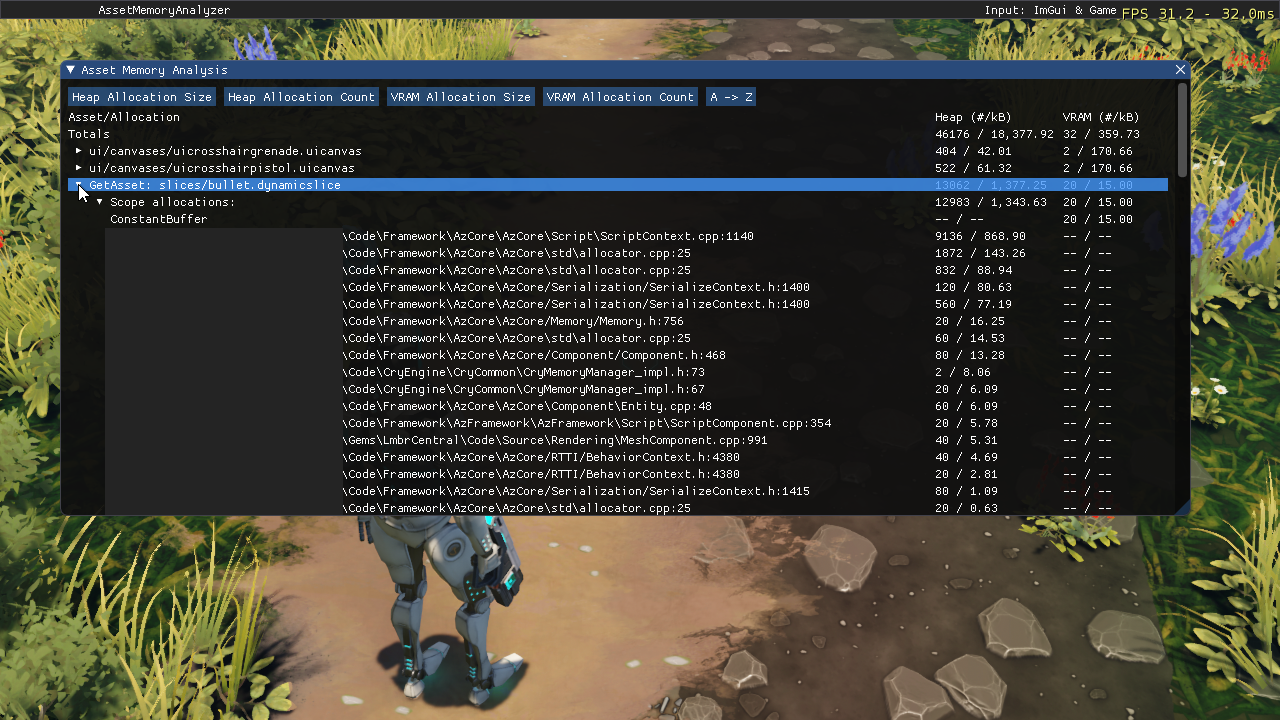 AssetMemoryAnalyzer Input: ImGui & Game FPS 31.2 - 32.0ms
Asset Memory Analysis
Heap Allocation Size Heap Allocation Count VRAM Allocation Size VRAM Allocation Count A -> Z
Asset/Allocation Heap (#/kB) VRAM (#/kB)
Totals 46176 / 18,377.92 32 / 359.73
ui/canvases/uicrosshairgrenade.uicanvas 404 / 42.01 2 / 170.66
ui/canvases/uicrosshairpistol.uicanvas 522 / 61.32 2 / 170.66
GetAsset: slices/bullet.dynamicslice 13062 / 1,377.25 20 / 15.00
Scope allocations: 12983 / 1,343.63 20 / 15.00
ConstantBuffer -- / -- 20 / 15.00
\Code\Framework\AzCore\AzCore\Script\ScriptContext.cpp:1140 9136 / 868.90 -- / --
\Code\Framework\AzCore\AzCore\std\allocator.cpp:25 1872 / 143.26 -- / --
\Code\Framework\AzCore\AzCore\std\allocator.cpp:25 832 / 88.94 -- / --
\Code\Framework\AzCore\AzCore/Serialization/SerializeContext.h:1400 120 / 80.63 -- / --
\Code\Framework\AzCore\AzCore/Serialization/SerializeContext.h:1400 560 / 77.19 -- / --
\Code\Framework\AzCore\AzCore/Memory/Memory.h:756 20 / 16.25 -- / --
\Code\Framework\AzCore\AzCore\std\allocator.cpp:25 60 / 14.53 -- / --
\Code\Framework\AzCore\AzCore/Component/Component.h:468 80 / 13.28 -- / --
\Code\CryEngine\CryCommon\CryMemoryManager_impl.h:73 2 / 8.06 -- / --
\Code\CryEngine\CryCommon\CryMemoryManager_impl.h:67 20 / 6.09 -- / --
\Code\Framework\AzCore\AzCore\Component\Entity.cpp:48 60 / 6.09 -- / --
\Code\Framework\AzFramework\AzFramework\Script\ScriptComponent.cpp:354 20 / 5.78 -- / --
\Gems\LmbrCentral\Code\Source\Rendering\MeshComponent.cpp:991 40 / 5.31 -- / --
\Code\Framework\AzCore\AzCore/RTTI/BehaviorContext.h:4380 40 / 4.69 -- / --
\Code\Framework\AzCore\AzCore/RTTI/BehaviorContext.h:4380 20 / 2.81 -- / --
\Code\Framework\AzCore\AzCore/Serialization/SerializeContext.h:1415 80 / 1.09 -- / --
\Code\Framework\AzCore\AzCore\std\allocator.cpp:25 20 / 0.63 -- / --